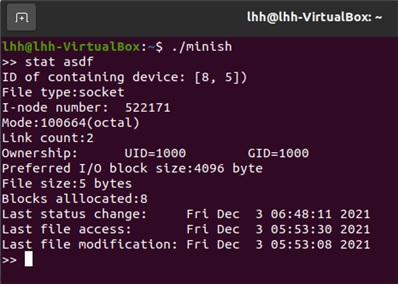 lhh@lhh-VirtualBox: ~
lhh@lhh-VirtualBox:~$ ./minish
>> stat asdf
ID of containing device: [8, 5])
File type:socket
I-node number:  522171
Mode:100664(octal)
Link count:2
Ownership:      UID=1000        GID=1000
Preferred I/O block size:4096 byte
File size:5 bytes
Blocks alllocated:8
Last status change:     Fri Dec  3 06:48:11 2021
Last file access:       Fri Dec  3 05:53:30 2021
Last file modification: Fri Dec  3 05:53:08 2021
>>